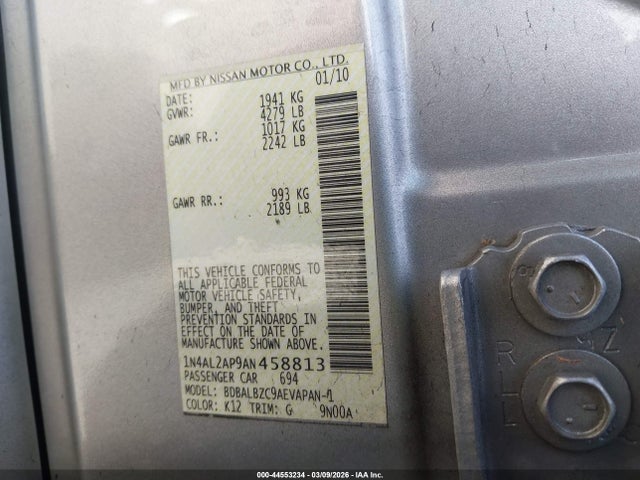 MFD BY NISSAN MOTOR CO., LTD.
DATE: 01/10
GVWR: 1941 KG
4279 LB
GAWR FR.: 1017 KG
2242 LB
GAWR RR.: 993 KG
2189 LB
THIS VEHICLE CONFORMS TO
ALL APPLICABLE FEDERAL
MOTOR VEHICLE SAFETY,
BUMPER, AND THEFT
PREVENTION STANDARDS IN
EFFECT ON THE DATE OF
MANUFACTURE SHOWN ABOVE.
1N4AL2AP9AN458813
PASSENGER CAR 694
MODEL: BDBALBZC9AEVAPAN-1
COLOR: K12 TRIM: G 9N00A
000-44553234 | 03/09/2026 | IAA Inc.